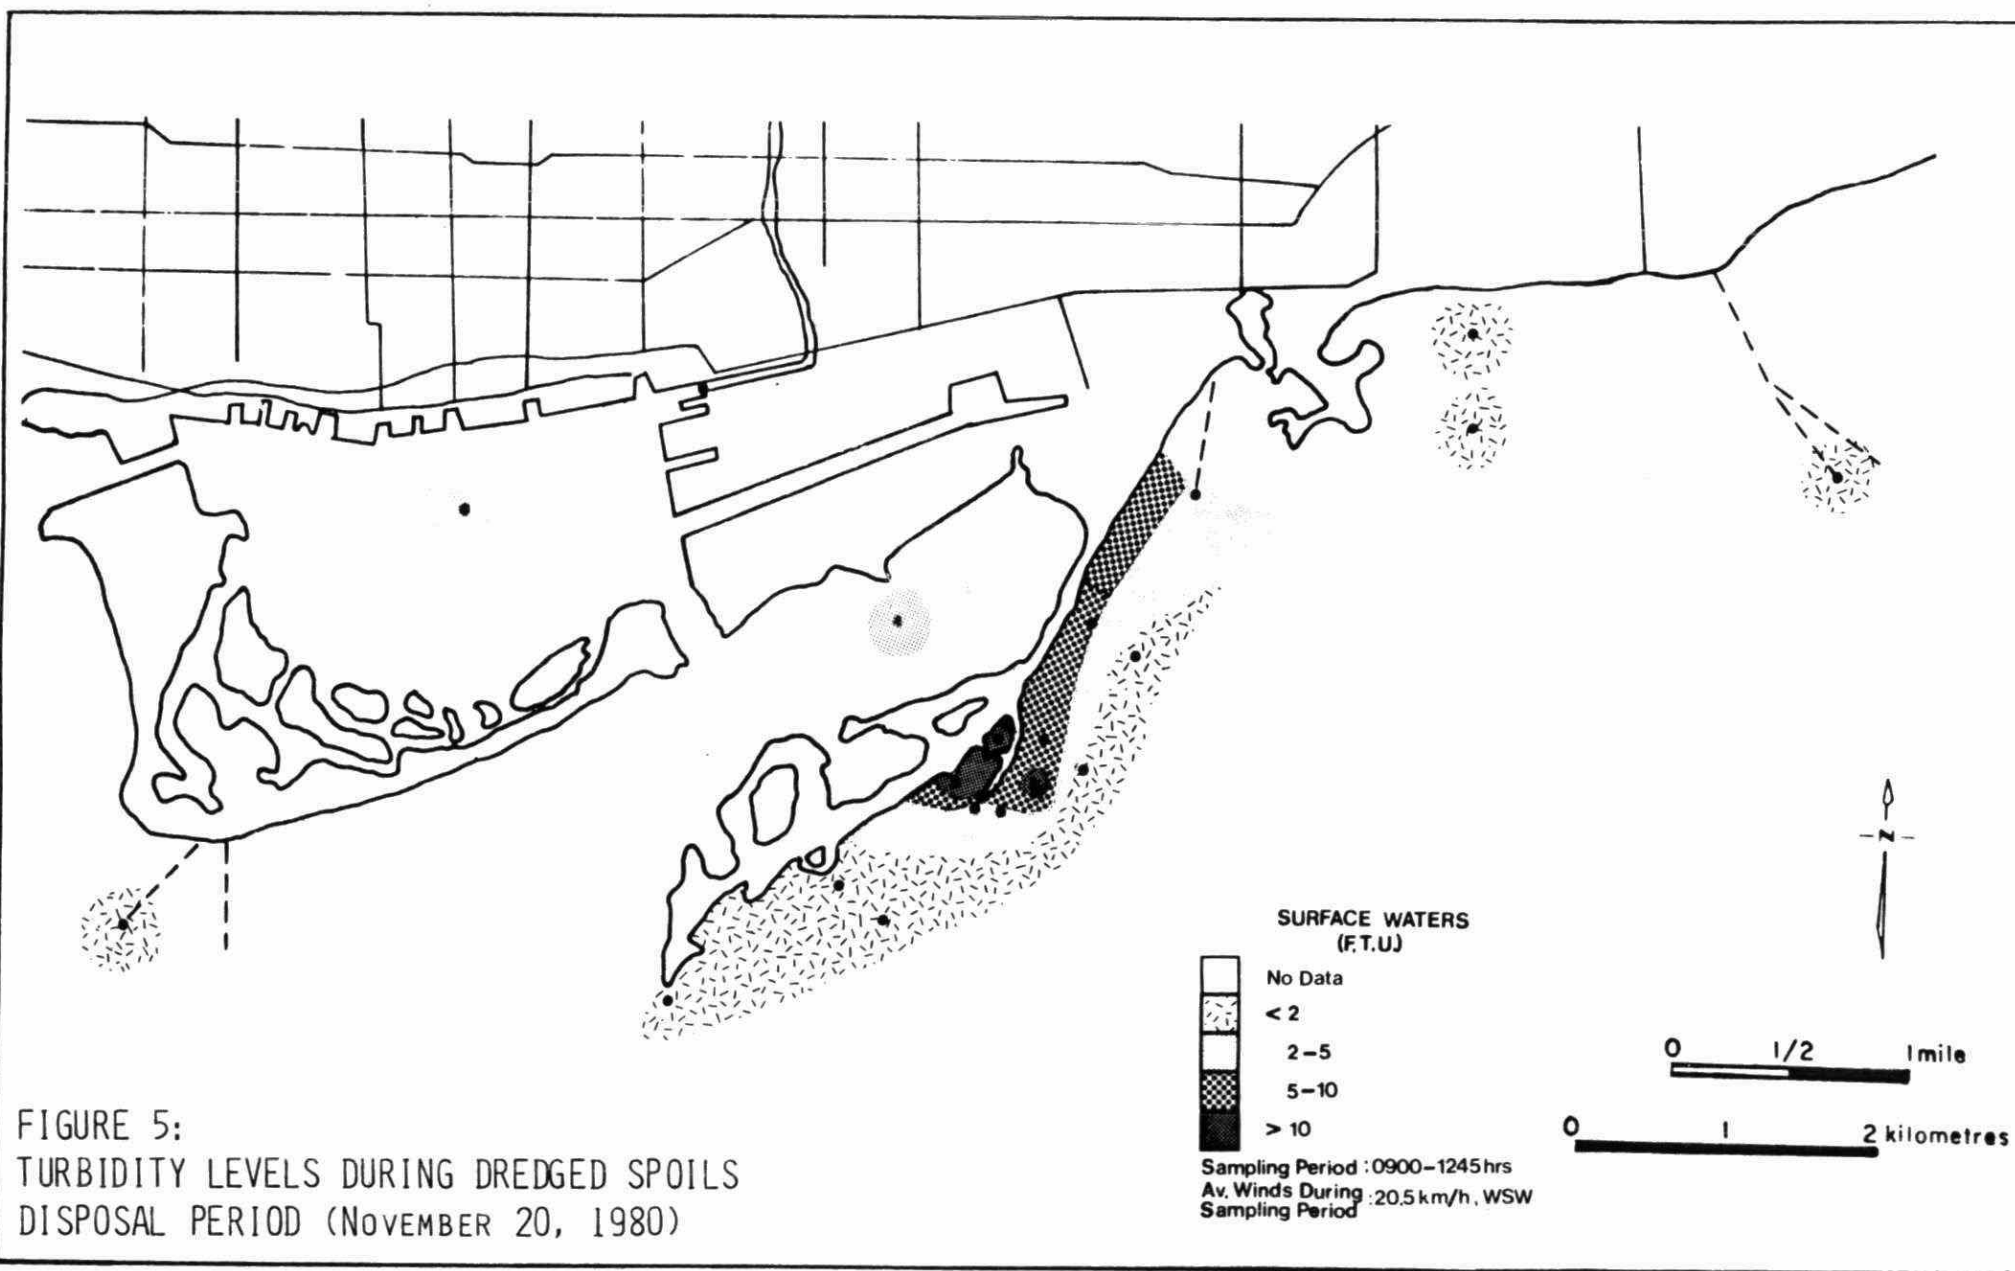 N
SURFACE WATERS
(F.T.U.)
No Data
< 2
2-5
5-10
> 10
Sampling Period : 0900-1245 hrs
Av. Winds During : 20.5 km/h, WSW
Sampling Period
0 1/2 1 mile
0 1 2 kilometres
FIGURE 5:
TURBIDITY LEVELS DURING DREDGED SPOILS
DISPOSAL PERIOD (NOVEMBER 20, 1980)